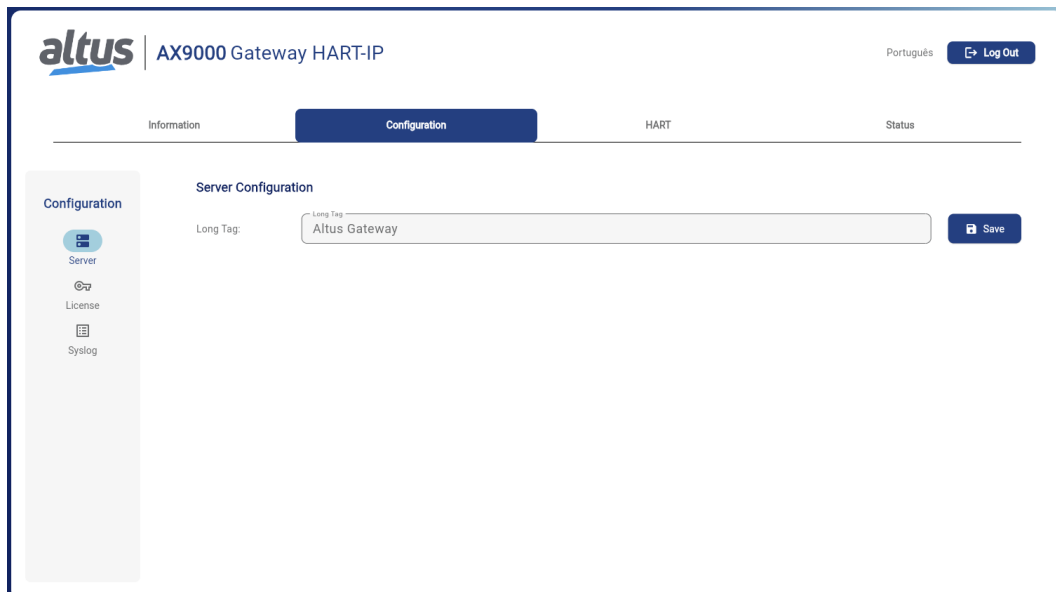 altus AX9000 Gateway HART-IP
Português Log Out
Information Configuration HART Status
Configuration
Server
License
Syslog
Server Configuration
Long Tag:
Long Tag
Altus Gateway
Save